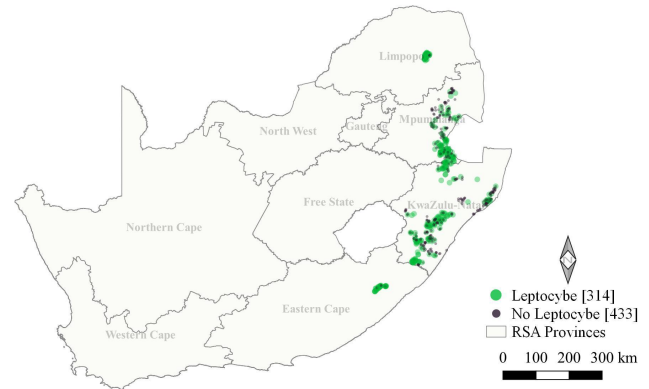 Limpopo
North West
Gauteng
Mpumalanga
Free State
KwaZulu-Natal
Northern Cape
Eastern Cape
Western Cape
N
Leptocybe [314]
No Leptocybe [433]
RSA Provinces
0 100 200 300 km